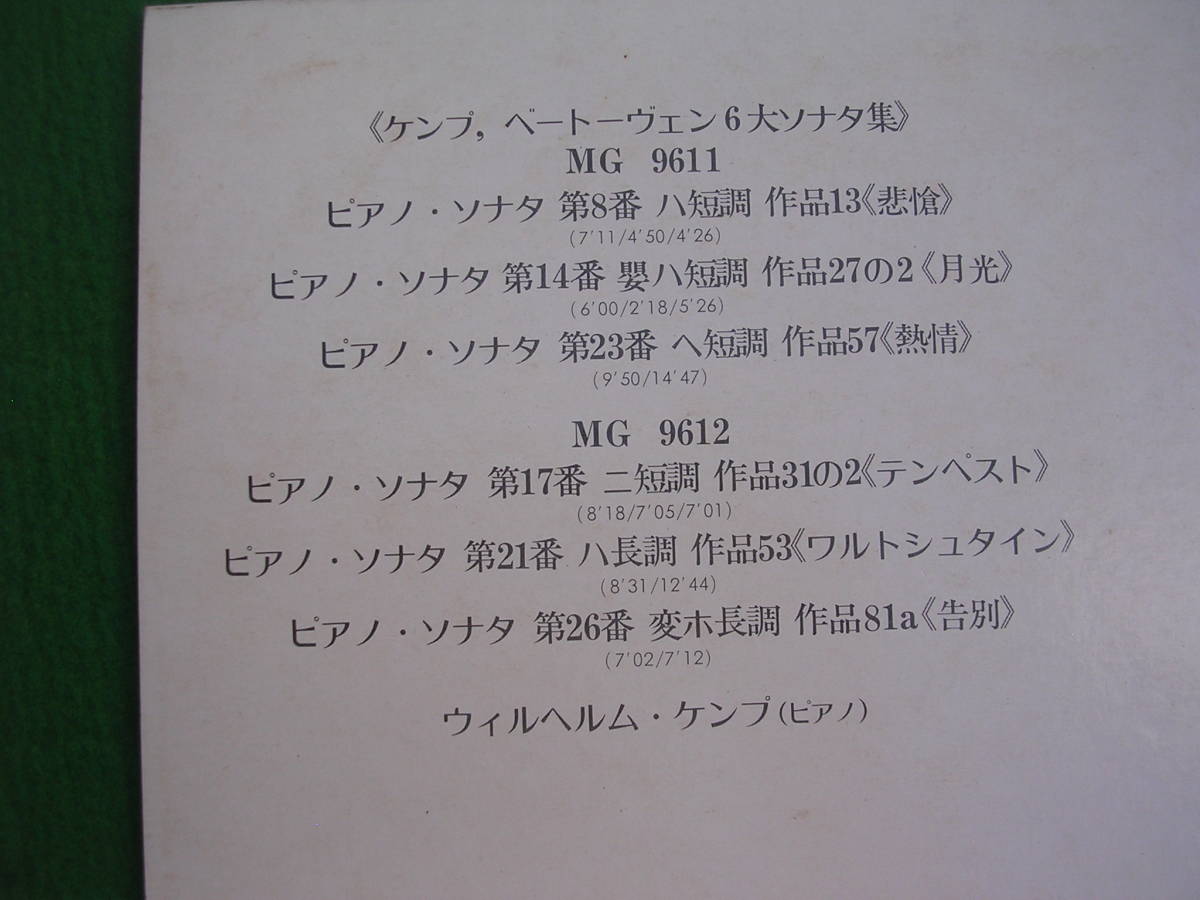 《ケンプ, ベートーヴェン6大ソナタ集》
MG 9611
ピアノ・ソナタ 第8番 ハ短調 作品13《悲愴》
(7'11/4'50/4'26)
ピアノ・ソナタ 第14番 嬰ハ短調 作品27の2《月光》
(6'00/2'18/5'26)
ピアノ・ソナタ 第23番 ヘ短調 作品57《熱情》
(9'50/14'47)
MG 9612
ピアノ・ソナタ 第17番 ニ短調 作品31の2《テンペスト》
(8'18/7'05/7'01)
ピアノ・ソナタ 第21番 ハ長調 作品53《ワルトシュタイン》
(8'31/12'44)
ピアノ・ソナタ 第26番 変ホ長調 作品81a《告別》
(7'02/7'12)
ウィルヘルム・ケンプ(ピアノ)